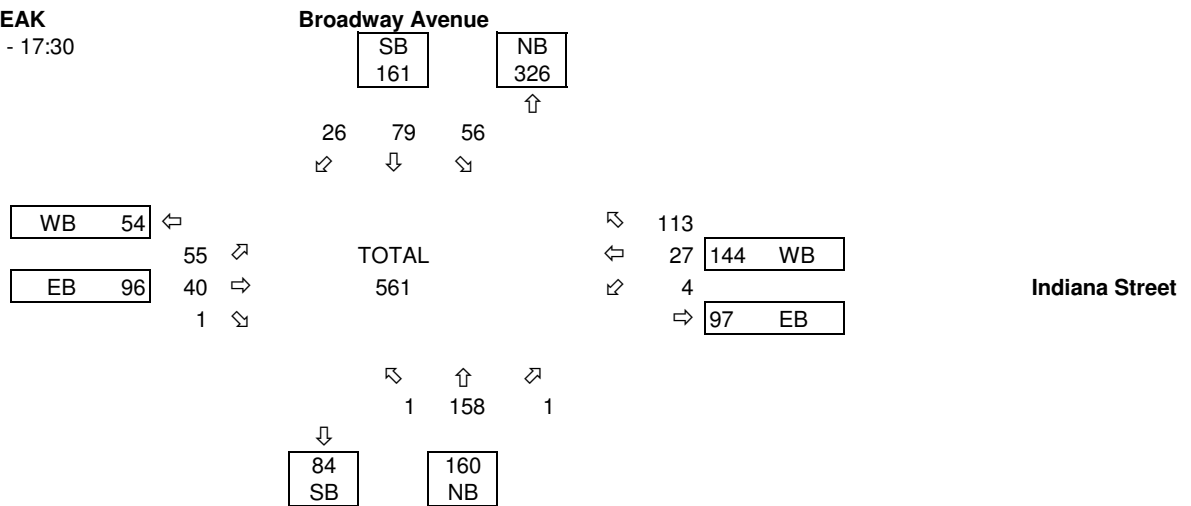 EAK Broadway Avenue
- 17:30 SB NB
161 326
⇧
26 79 56
⬃ ⇩ ⬂
WB 54 ⇦ ⬁ 113
55 ⬀ TOTAL ⇦ 27 144 WB
EB 96 40 ⇨ 561 ⬃ 4 Indiana Street
1 ⬂ ⇨ 97 EB
⬁ ⇧ ⬀
1 158 1
⇩
84 160
SB NB